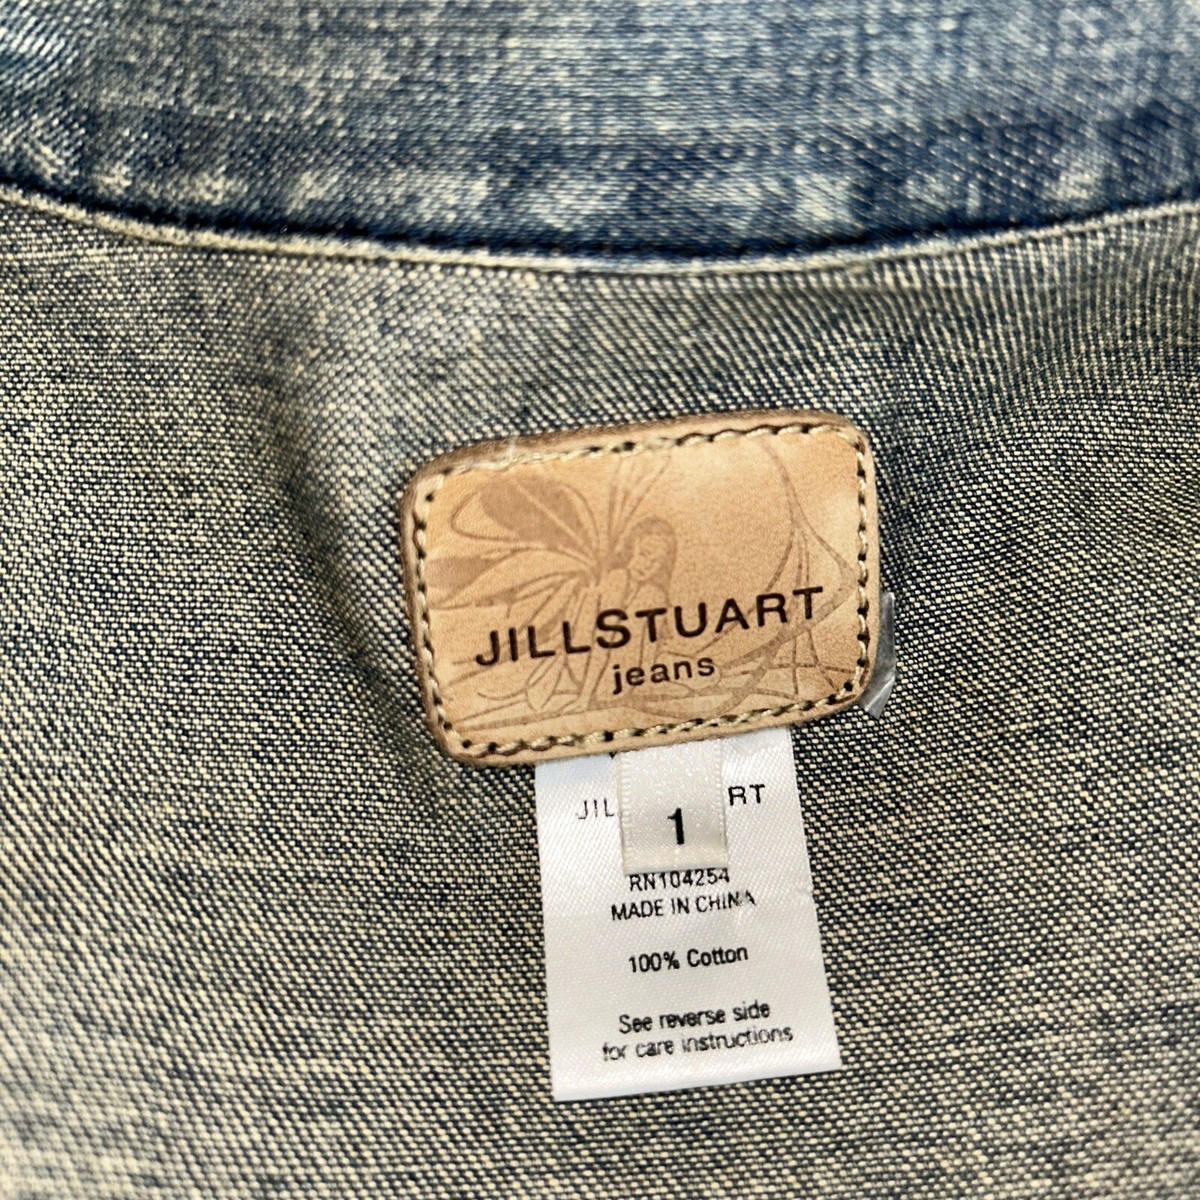 JILLSTUART
jeans
JIL RT
1
RN104254
MADE IN CHINA
100% Cotton
See reverse side
for care instructions